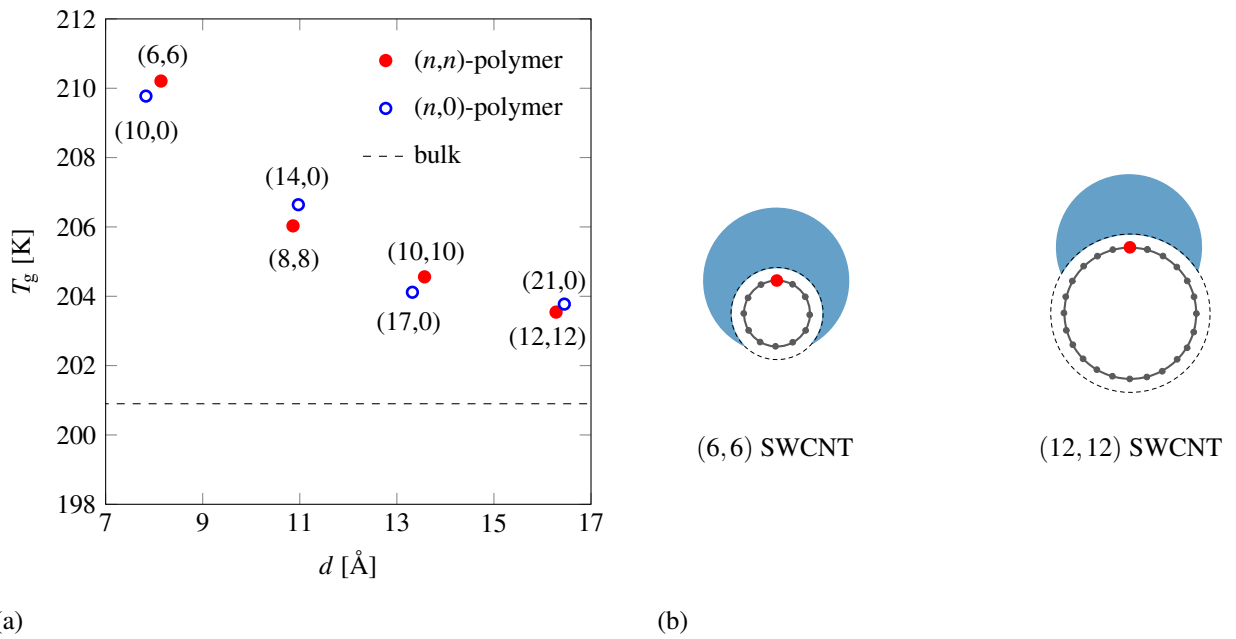 212
210
208
206
204
202
200
198
7
9
11
13
15
17
T_g [K]
d [Å]
(6,6)
(10,0)
(14,0)
(8,8)
(10,10)
(17,0)
(21,0)
(12,12)
(n,n)-polymer
(n,0)-polymer
bulk
(6,6) SWCNT
(12,12) SWCNT
a)
(b)